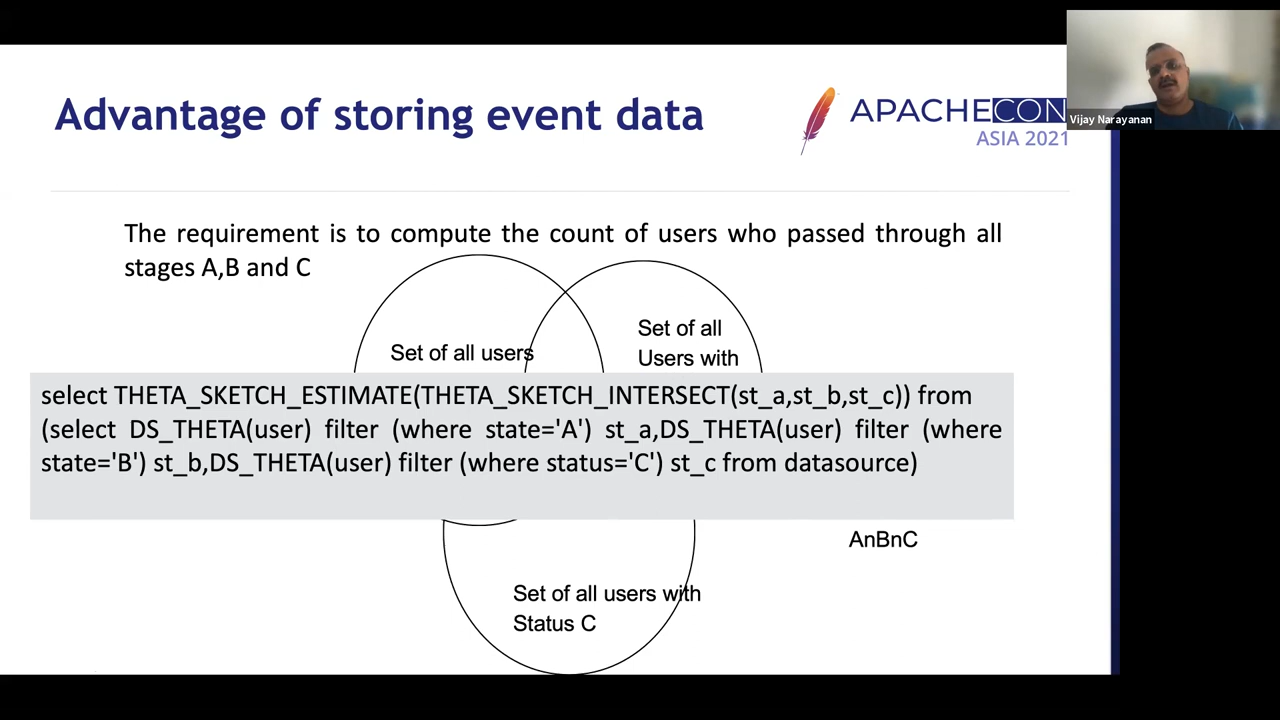 Advantage of storing event data
APACHECON
ASIA 2021
Vijay Narayanan
The requirement is to compute the count of users who passed through all
stages A,B and C
Set of all users
Set of all
Users with
select THETA_SKETCH_ESTIMATE(THETA_SKETCH_INTERSECT(st_a,st_b,st_c)) from
(select DS_THETA(user) filter (where state='A') st_a,DS_THETA(user) filter (where
state='B') st_b,DS_THETA(user) filter (where status='C') st_c from datasource)
AnBnC
Set of all users with
Status C